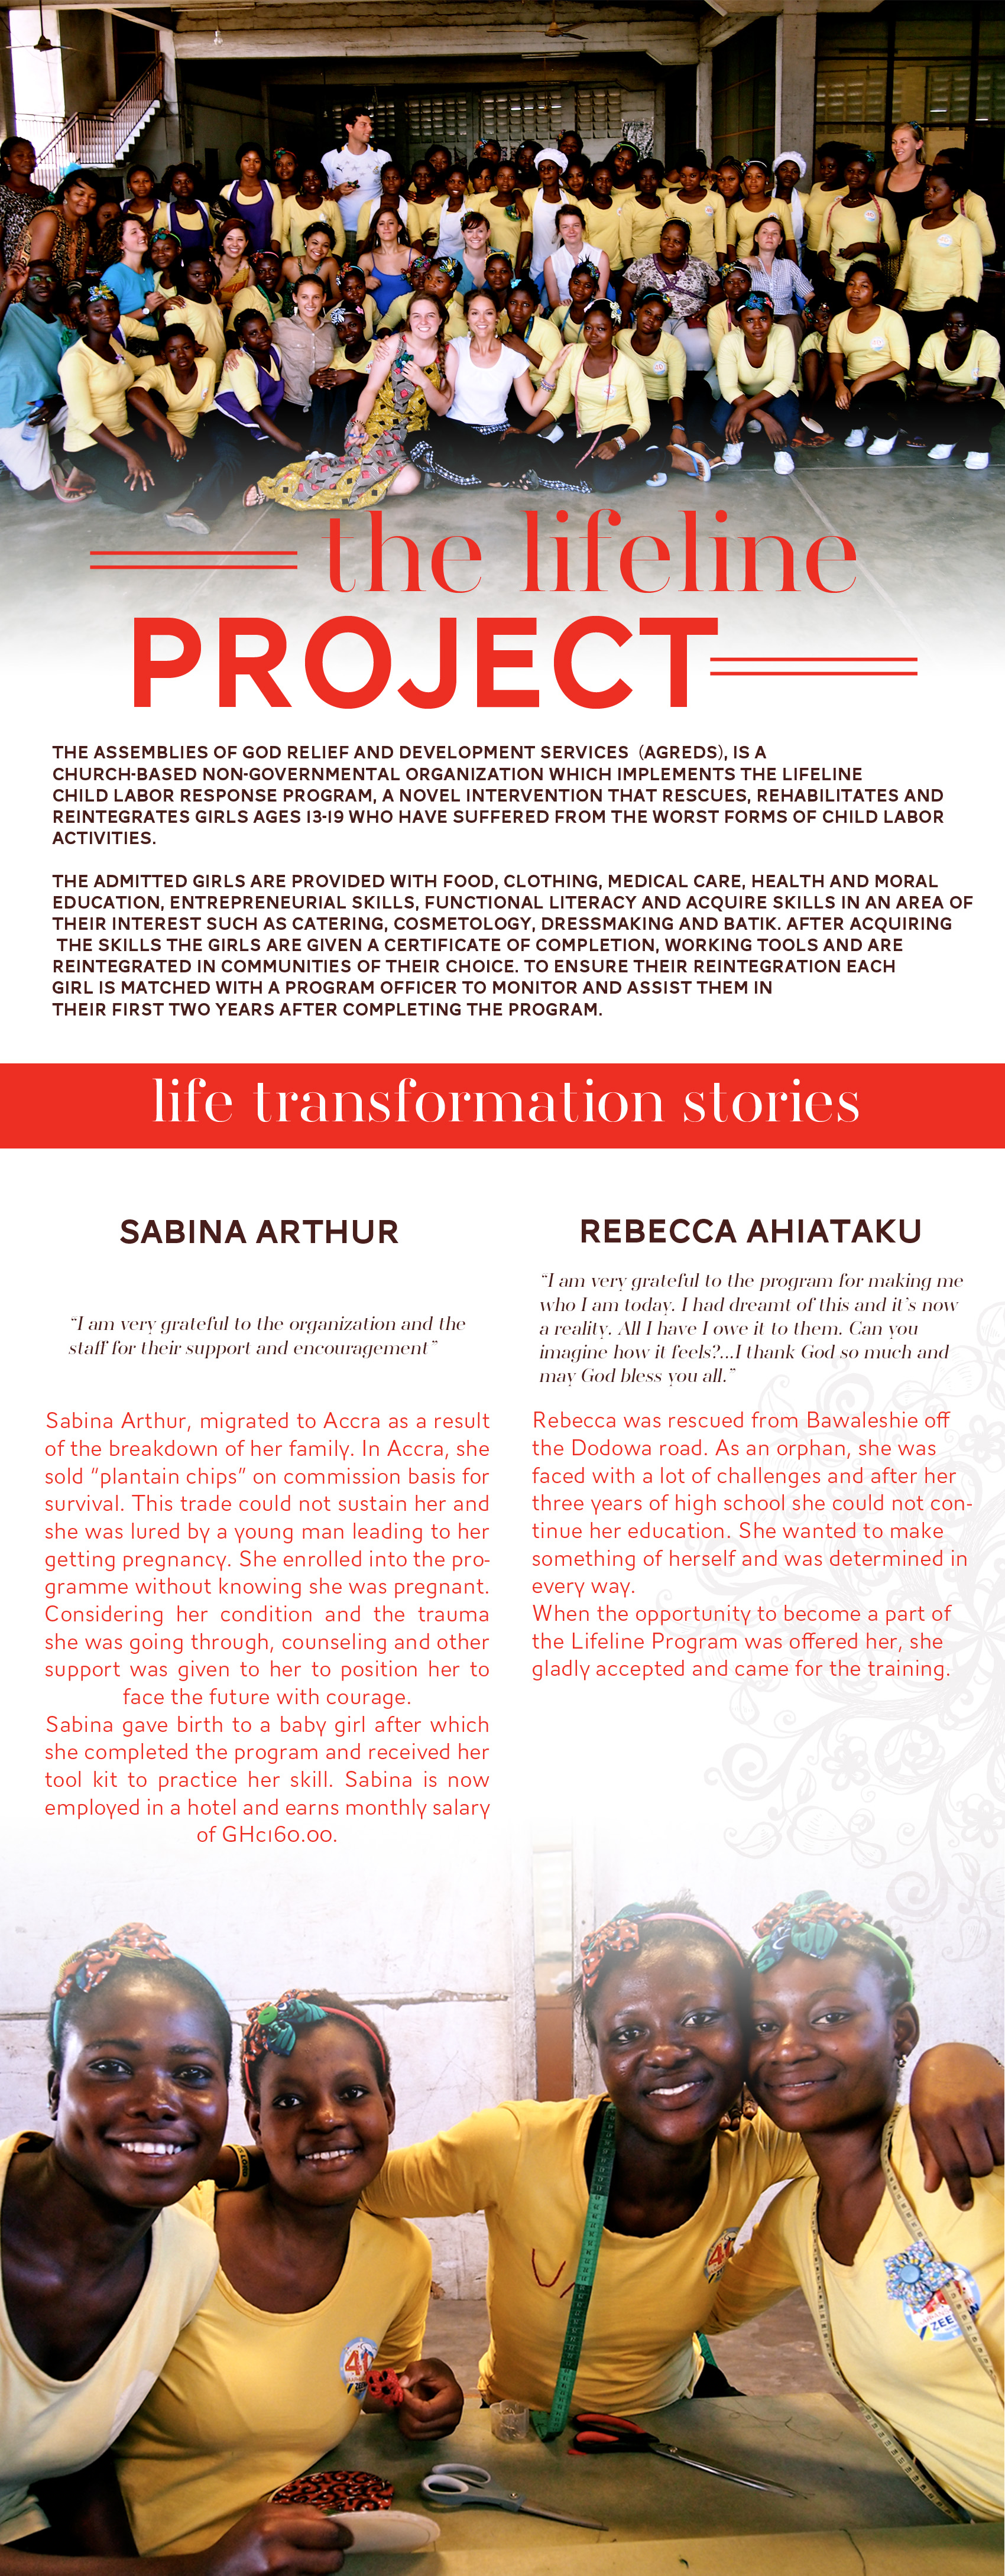 the lifeline
PROJECT
THE ASSEMBLIES OF GOD RELIEF AND DEVELOPMENT SERVICES (AGREDS), IS A
CHURCH-BASED NON-GOVERNMENTAL ORGANIZATION WHICH IMPLEMENTS THE LIFELINE
CHILD LABOR RESPONSE PROGRAM, A NOVEL INTERVENTION THAT RESCUES, REHABILITATES AND
REINTEGRATES GIRLS AGES 13-19 WHO HAVE SUFFERED FROM THE WORST FORMS OF CHILD LABOR
ACTIVITIES.
THE ADMITTED GIRLS ARE PROVIDED WITH FOOD, CLOTHING, MEDICAL CARE, HEALTH AND MORAL
EDUCATION, ENTREPRENEURIAL SKILLS, FUNCTIONAL LITERACY AND ACQUIRE SKILLS IN AN AREA OF
THEIR INTEREST SUCH AS CATERING, COSMETOLOGY, DRESSMAKING AND BATIK. AFTER ACQUIRING
THE SKILLS THE GIRLS ARE GIVEN A CERTIFICATE OF COMPLETION, WORKING TOOLS AND ARE
REINTEGRATED IN COMMUNITIES OF THEIR CHOICE. TO ENSURE THEIR REINTEGRATION EACH
GIRL IS MATCHED WITH A PROGRAM OFFICER TO MONITOR AND ASSIST THEM IN
THEIR FIRST TWO YEARS AFTER COMPLETING THE PROGRAM.
life transformation stories
SABINA ARTHUR
"I am very grateful to the organization and the
staff for their support and encouragement"
Sabina Arthur, migrated to Accra as a result
of the breakdown of her family. In Accra, she
sold "plantain chips" on commission basis for
survival. This trade could not sustain her and
she was lured by a young man leading to her
getting pregnancy. She enrolled into the pro-
gramme without knowing she was pregnant.
Considering her condition and the trauma
she was going through, counseling and other
support was given to her to position her to
face the future with courage.
Sabina gave birth to a baby girl after which
she completed the program and received her
tool kit to practice her skill. Sabina is now
employed in a hotel and earns monthly salary
of GHc160.00.
REBECCA AHIATAKU
"I am very grateful to the program for making me
who I am today. I had dreamt of this and it's now
a reality. All I have I owe it to them. Can you
imagine how it feels?...I thank God so much and
may God bless you all."
Rebecca was rescued from Bawaleshie off
the Dodowa road. As an orphan, she was
faced with a lot of challenges and after her
three years of high school she could not con-
tinue her education. She wanted to make
something of herself and was determined in
every way.
When the opportunity to become a part of
the Lifeline Program was offered her, she
gladly accepted and came for the training.